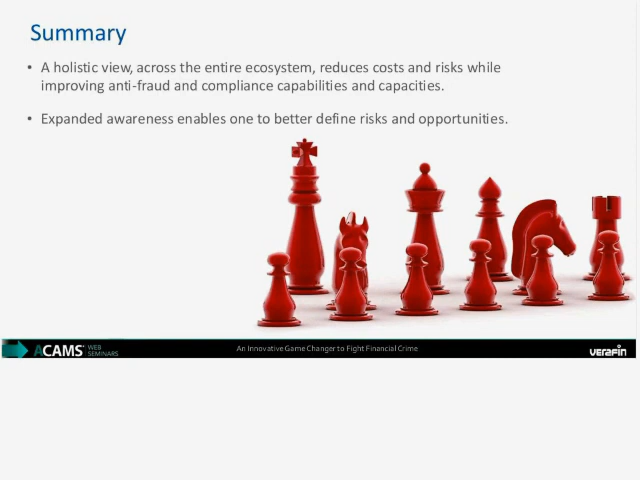 Summary
• A holistic view, across the entire ecosystem, reduces costs and risks while
improving anti-fraud and compliance capabilities and capacities.
• Expanded awareness enables one to better define risks and opportunities.
ACAMS WEB
SEMINARS
An Innovative Game Changer to Fight Financial Crime
VERAFIN